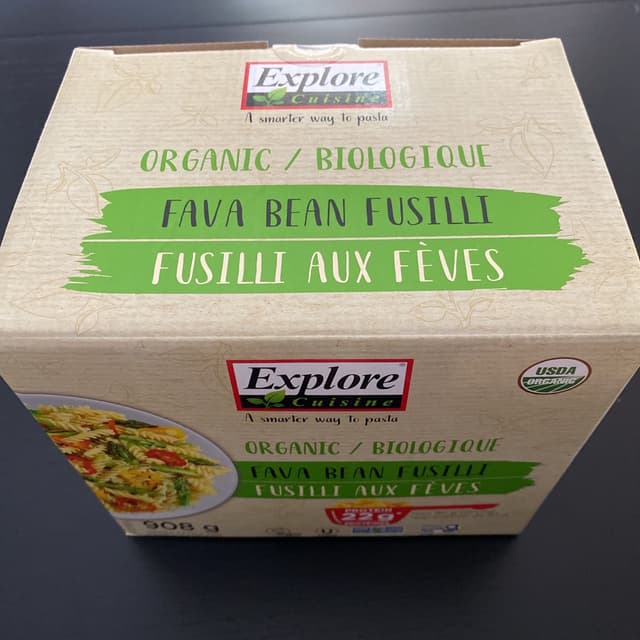 Explore
Cuisine
A smarter way to pasta
ORGANIC / BIOLOGIQUE
FAVA BEAN FUSILLI
FUSILLI AUX FÈVES
Explore®
Cuisine
A smarter way to pasta
USDA
ORGANIC
ORGANIC / BIOLOGIQUE
FAVA BEAN FUSILLI
FUSILLI AUX FÈVES
PROTEIN
22 g
908 g